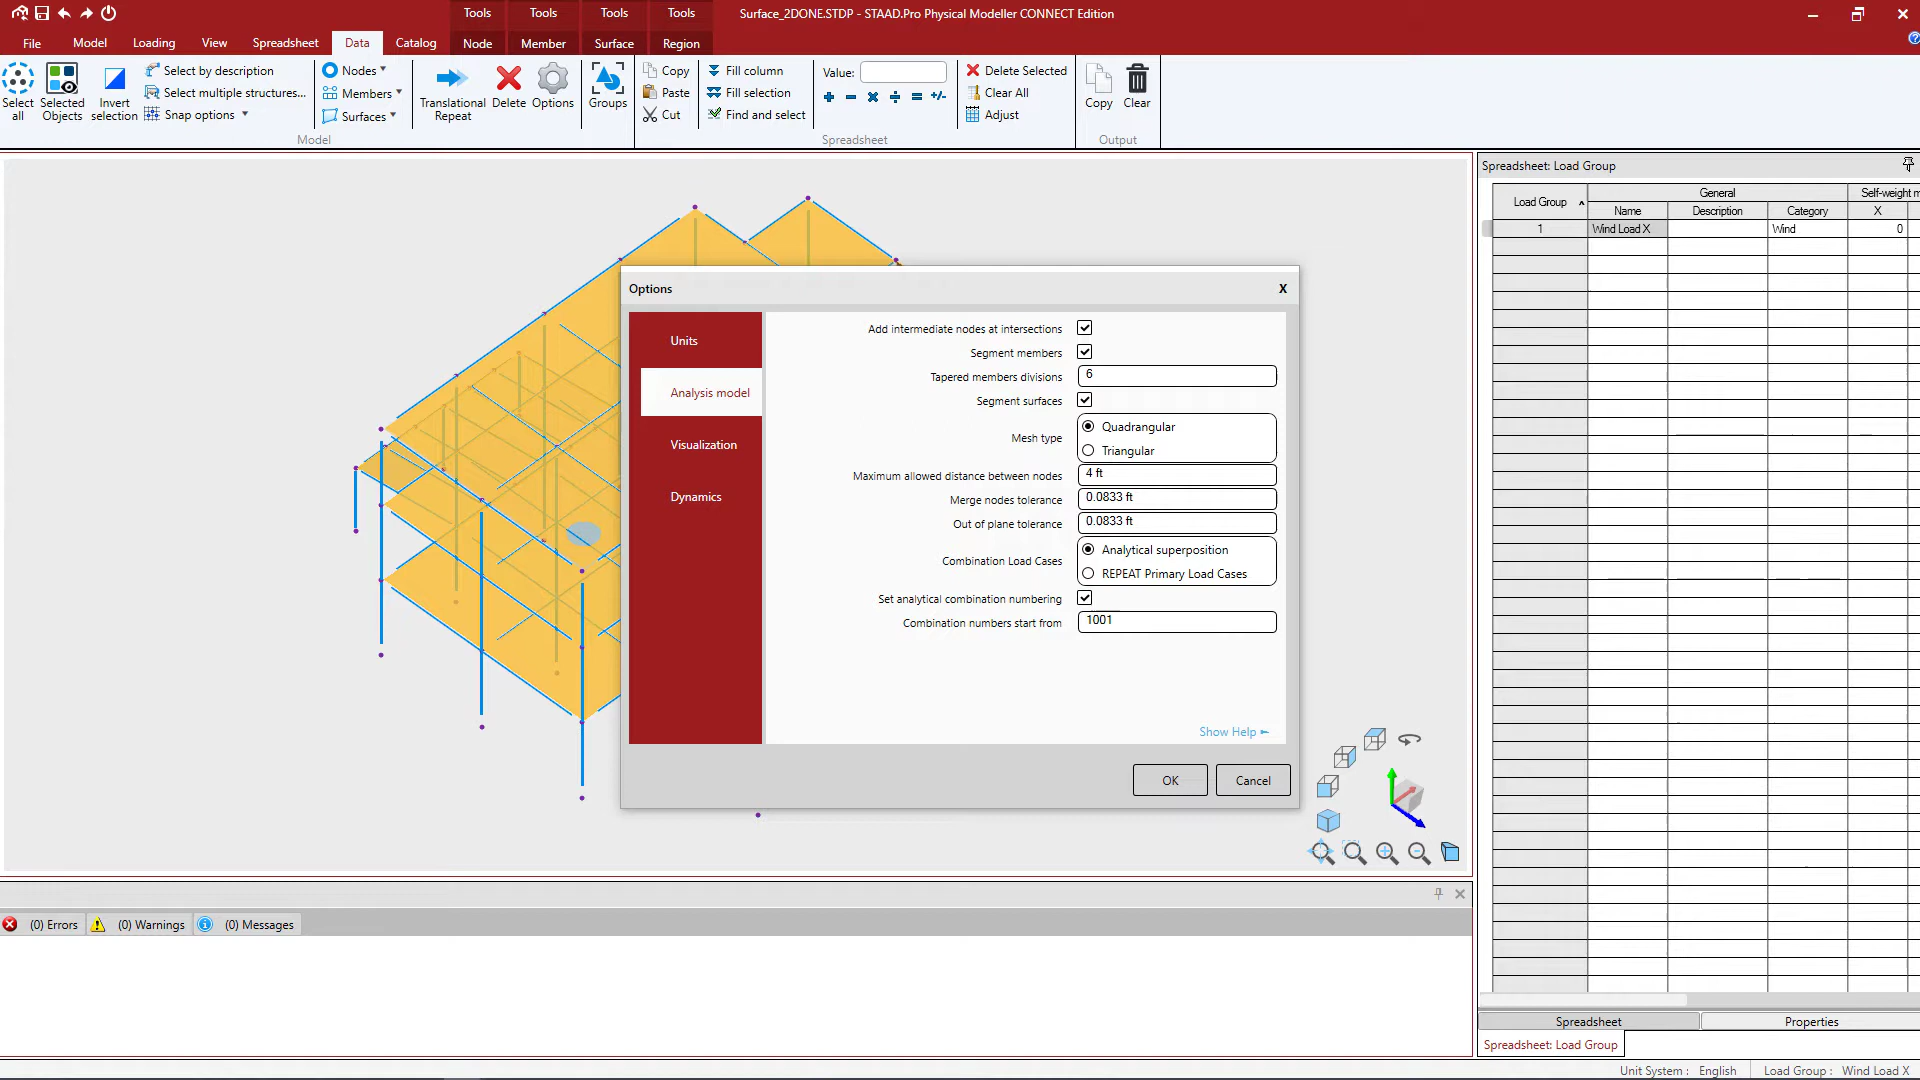 Surface_2DONE.STDP - STAAD.Pro Physical Modeller CONNECT Edition
Tools Tools Tools Tools
File Model Loading View Spreadsheet Data Catalog Node Member Surface Region
Select all
Selected Objects
Invert selection
Select by description
Select multiple structures...
Snap options
Nodes
Members
Surfaces
Model
Translational Repeat
Delete
Options
Groups
Copy
Paste
Cut
Fill column
Fill selection
Find and select
Value:
+/-
Spreadsheet
Delete Selected
Clear All
Adjust
Copy
Clear
Output
Spreadsheet: Load Group
Load Group General Self-weight m
Name Description Category X
1 Wind Load X Wind 0
Options X
Units
Analysis model
Visualization
Dynamics
Add intermediate nodes at intersections
Segment members
Tapered members divisions 6
Segment surfaces
Mesh type
Quadrangular
Triangular
Maximum allowed distance between nodes 4 ft
Merge nodes tolerance 0.0833 ft
Out of plane tolerance 0.0833 ft
Combination Load Cases
Analytical superposition
REPEAT Primary Load Cases
Set analytical combination numbering
Combination numbers start from 1001
Show Help
OK Cancel
(0) Errors (0) Warnings (0) Messages
Spreadsheet Properties
Spreadsheet: Load Group
Unit System : English Load Group : Wind Load X